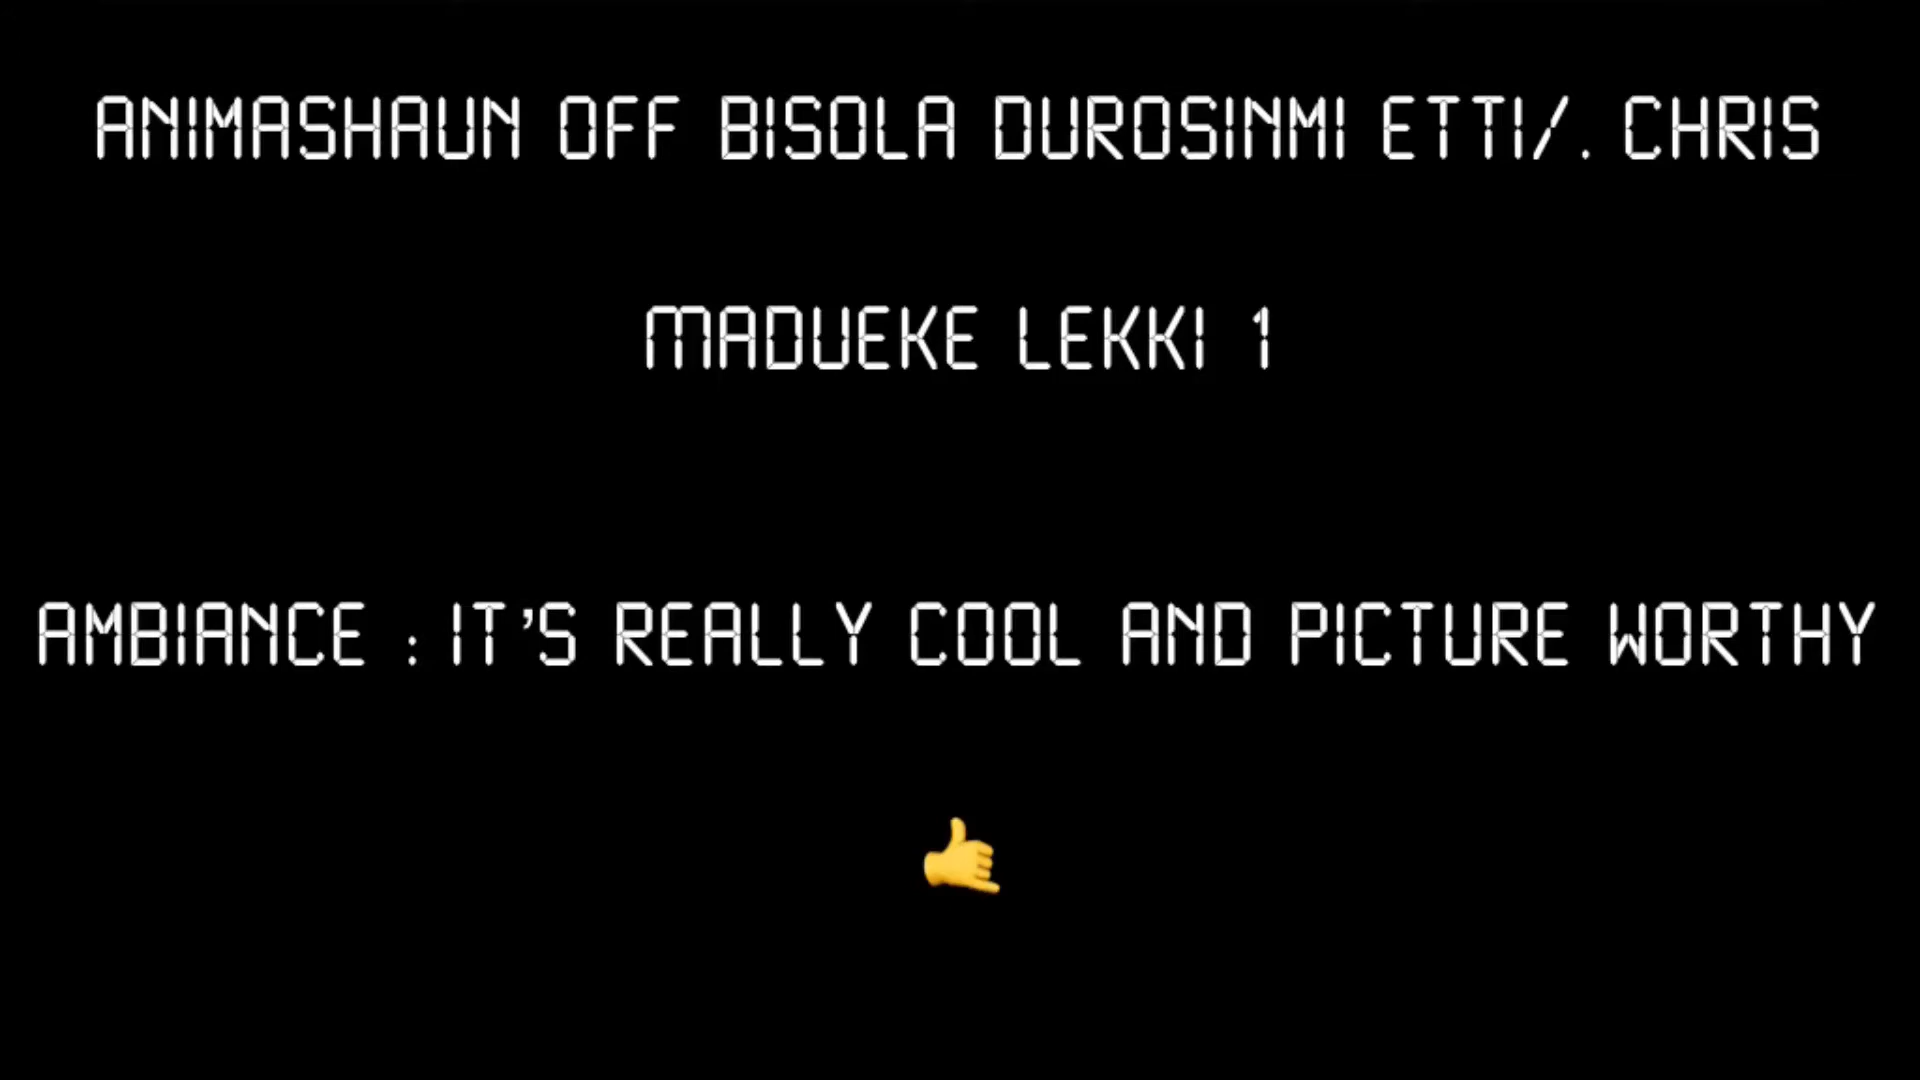 ANIMASHAUN OFF BISOLA DUROSINMI ETTI/. CHRIS
MADUEKE LEKKI 1
AMBIANCE : IT’S REALLY COOL AND PICTURE WORTHY
🤙